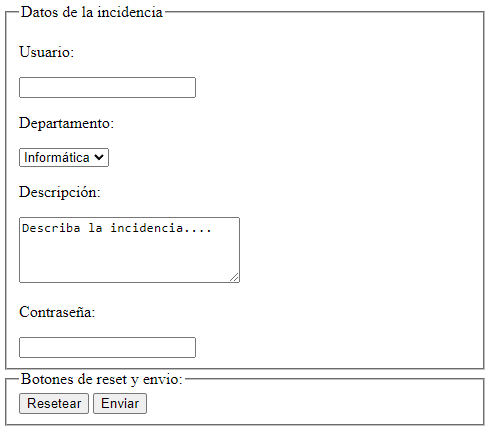 Datos de la incidencia
Usuario:
Departamento:
Informática
Descripción:
Describa la incidencia....
Contraseña:
Botones de reset y envio:
Resetear Enviar